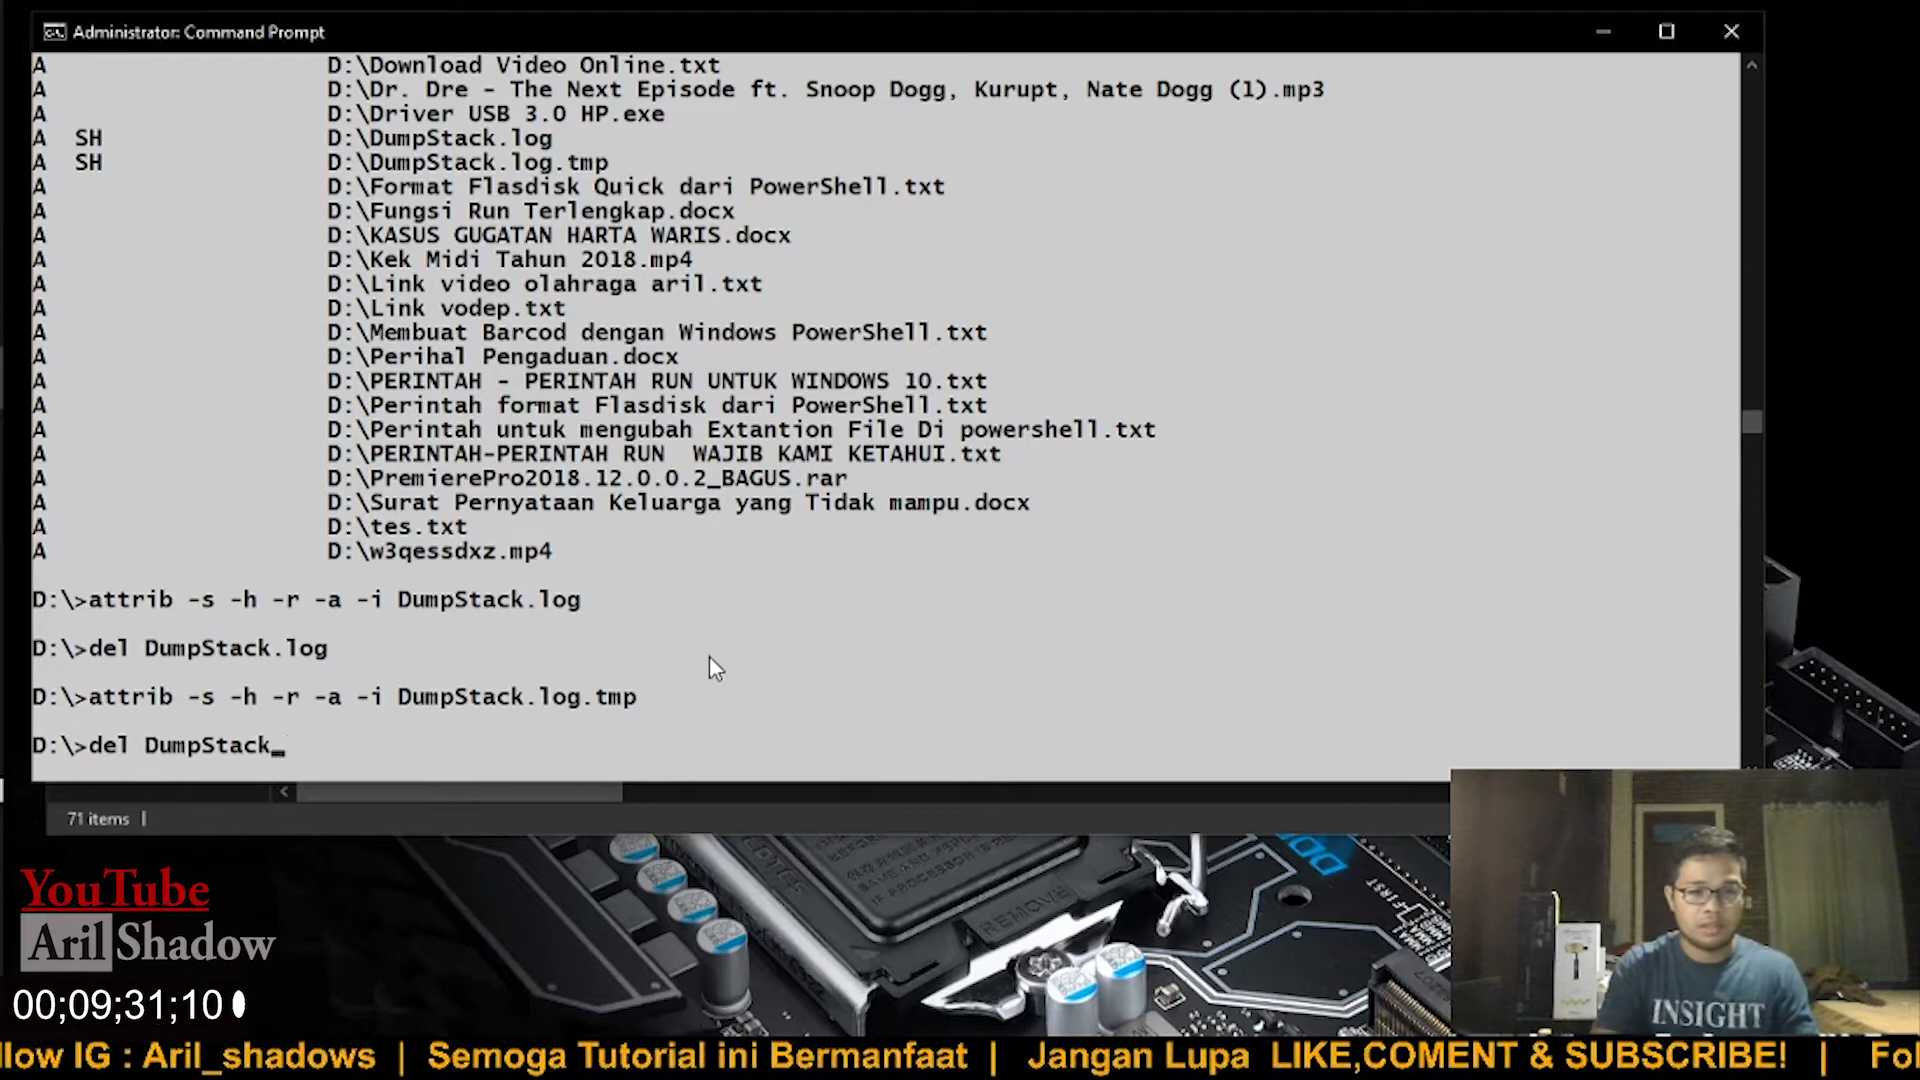 Administrator: Command Prompt
A D:\Download Video Online.txt
A D:\Dr. Dre - The Next Episode ft. Snoop Dogg, Kurupt, Nate Dogg (1).mp3
A D:\Driver USB 3.0 HP.exe
A SH D:\DumpStack.log
A SH D:\DumpStack.log.tmp
A D:\Format Flasdisk Quick dari PowerShell.txt
A D:\Fungsi Run Terlengkap.docx
A D:\KASUS GUGATAN HARTA WARIS.docx
A D:\Kek Midi Tahun 2018.mp4
A D:\Link video olahraga aril.txt
A D:\Link vodep.txt
A D:\Membuat Barcod dengan Windows PowerShell.txt
A D:\Perihal Pengaduan.docx
A D:\PERINTAH - PERINTAH RUN UNTUK WINDOWS 10.txt
A D:\Perintah format Flasdisk dari PowerShell.txt
A D:\Perintah untuk mengubah Extantion File Di powershell.txt
A D:\PERINTAH-PERINTAH RUN  WAJIB KAMI KETAHUI.txt
A D:\PremierePro2018.12.0.0.2_BAGUS.rar
A D:\Surat Pernyataan Keluarga yang Tidak mampu.docx
A D:\tes.txt
A D:\w3qessdxz.mp4
D:\>attrib -s -h -r -a -i DumpStack.log
D:\>del DumpStack.log
D:\>attrib -s -h -r -a -i DumpStack.log.tmp
D:\>del DumpStack_
71 items
REMOVE
FIRST
YouTube
Aril Shadow
00;09;31;10
INSIGHT
llow IG : Aril_shadows | Semoga Tutorial ini Bermanfaat | Jangan Lupa LIKE,COMENT & SUBSCRIBE! | Fol